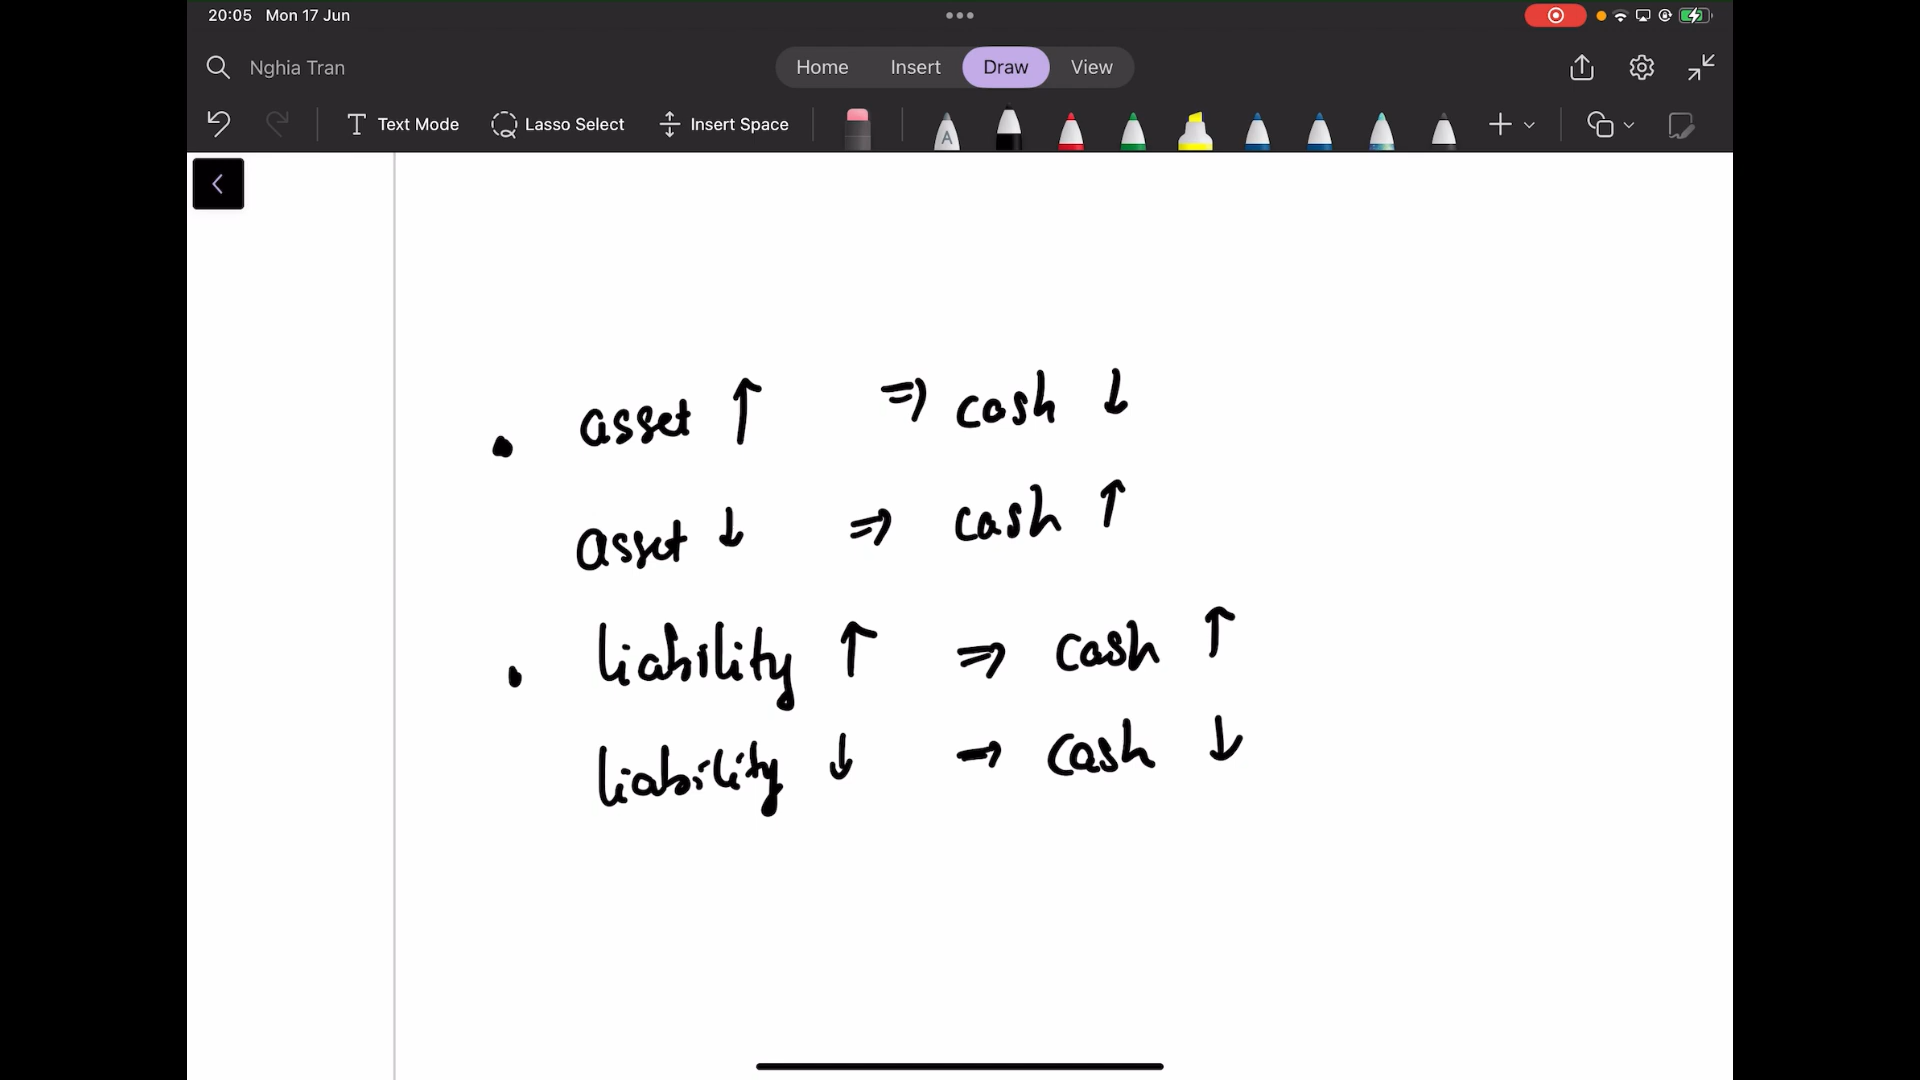 20:05 Mon 17 Jun
Nghia Tran
Home Insert Draw View
Text Mode Lasso Select Insert Space
A
• asset ↑ ⇒ cash ↓
asset ↓ ⇒ cash ↑
• liability ↑ ⇒ cash ↑
liability ↓ → cash ↓